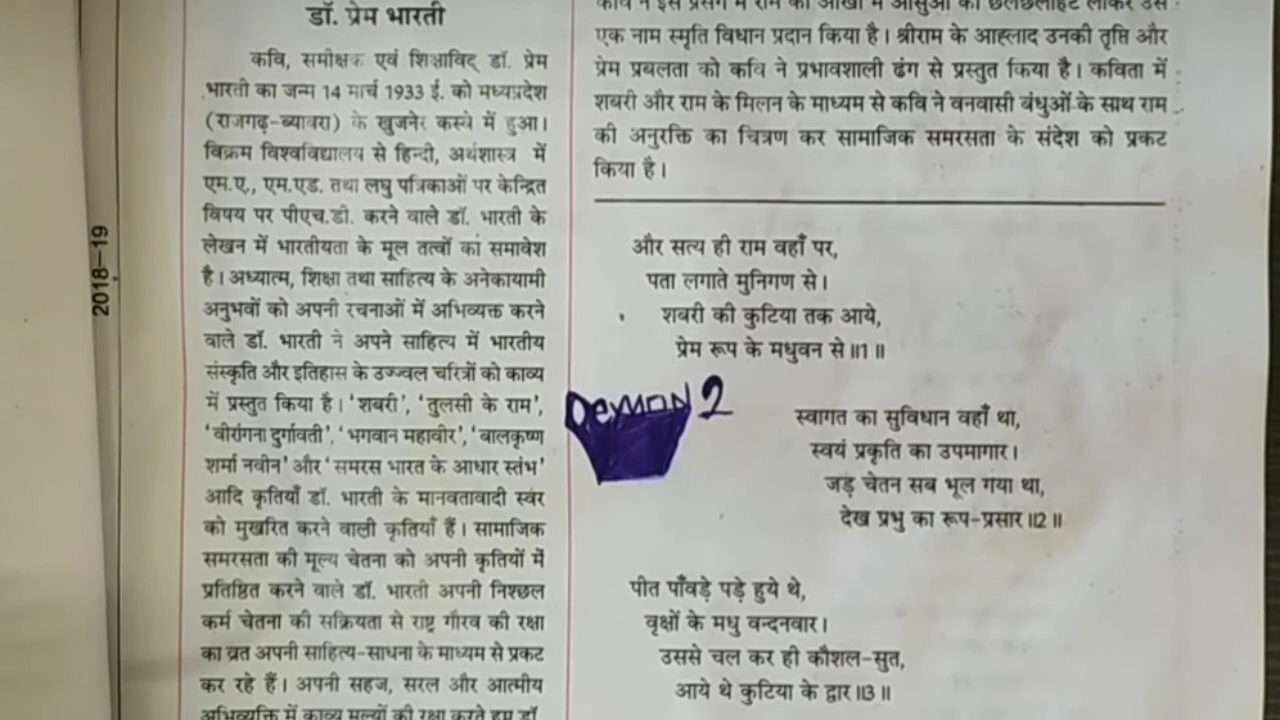 डॉ. प्रेम भारती
कवि, समीक्षक एवं शिक्षाविद् डॉ. प्रेम
भारती का जन्म 14 मार्च 1933 ई. को मध्यप्रदेश
(राजगढ़-ब्यावरा) के खुजनेर कस्बे में हुआ।
विक्रम विश्वविद्यालय से हिन्दी, अर्थशास्त्र में
एम.ए., एम.एड. तथा लघु पत्रिकाओं पर केन्द्रित
विषय पर पीएच.डी. करने वाले डॉ. भारती के
लेखन में भारतीयता के मूल तत्वों का समावेश
है। अध्यात्म, शिक्षा तथा साहित्य के अनेकायामी
अनुभवों को अपनी रचनाओं में अभिव्यक्त करने
वाले डॉ. भारती ने अपने साहित्य में भारतीय
संस्कृति और इतिहास के उज्ज्वल चरित्रों को काव्य
में प्रस्तुत किया है। 'शबरी', 'तुलसी के राम',
'वीरांगना दुर्गावती', 'भगवान महावीर', 'बालकृष्ण
शर्मा नवीन' और 'समरस भारत के आधार स्तंभ'
आदि कृतियाँ डॉ. भारती के मानवतावादी स्वर
को मुखरित करने वाली कृतियाँ हैं। सामाजिक
समरसता की मूल्य चेतना को अपनी कृतियों में
प्रतिष्ठित करने वाले डॉ. भारती अपनी निश्छल
कर्म चेतना की सक्रियता से राष्ट्र गौरव की रक्षा
का व्रत अपनी साहित्य-साधना के माध्यम से प्रकट
कर रहे हैं। अपनी सहज, सरल और आत्मीय
अभिव्यक्ति में काव्य मूल्यों की रक्षा करते हुए डॉ.
2018-19
कवि ने इस प्रसंग में राम की आँखों में आँसुओं की छलछलाहट लाकर उसे
एक नाम स्मृति विधान प्रदान किया है। श्रीराम के आह्लाद उनकी तृप्ति और
प्रेम प्रबलता को कवि ने प्रभावशाली ढंग से प्रस्तुत किया है। कविता में
शबरी और राम के मिलन के माध्यम से कवि ने वनवासी बंधुओं के साथ राम
की अनुरक्ति का चित्रण कर सामाजिक समरसता के संदेश को प्रकट
किया है।
और सत्य ही राम वहाँ पर,
पता लगाते मुनिगण से।
शबरी की कुटिया तक आये,
प्रेम रूप के मधुवन से॥1॥
DeYMON 2
स्वागत का सुविधान वहाँ था,
स्वयं प्रकृति का उपमागार।
जड़ चेतन सब भूल गया था,
देख प्रभु का रूप-प्रसार॥2॥
पीत पाँवड़े पड़े हुये थे,
वृक्षों के मधु वन्दनवार।
उससे चल कर ही कौशल-सुत,
आये थे कुटिया के द्वार॥3॥